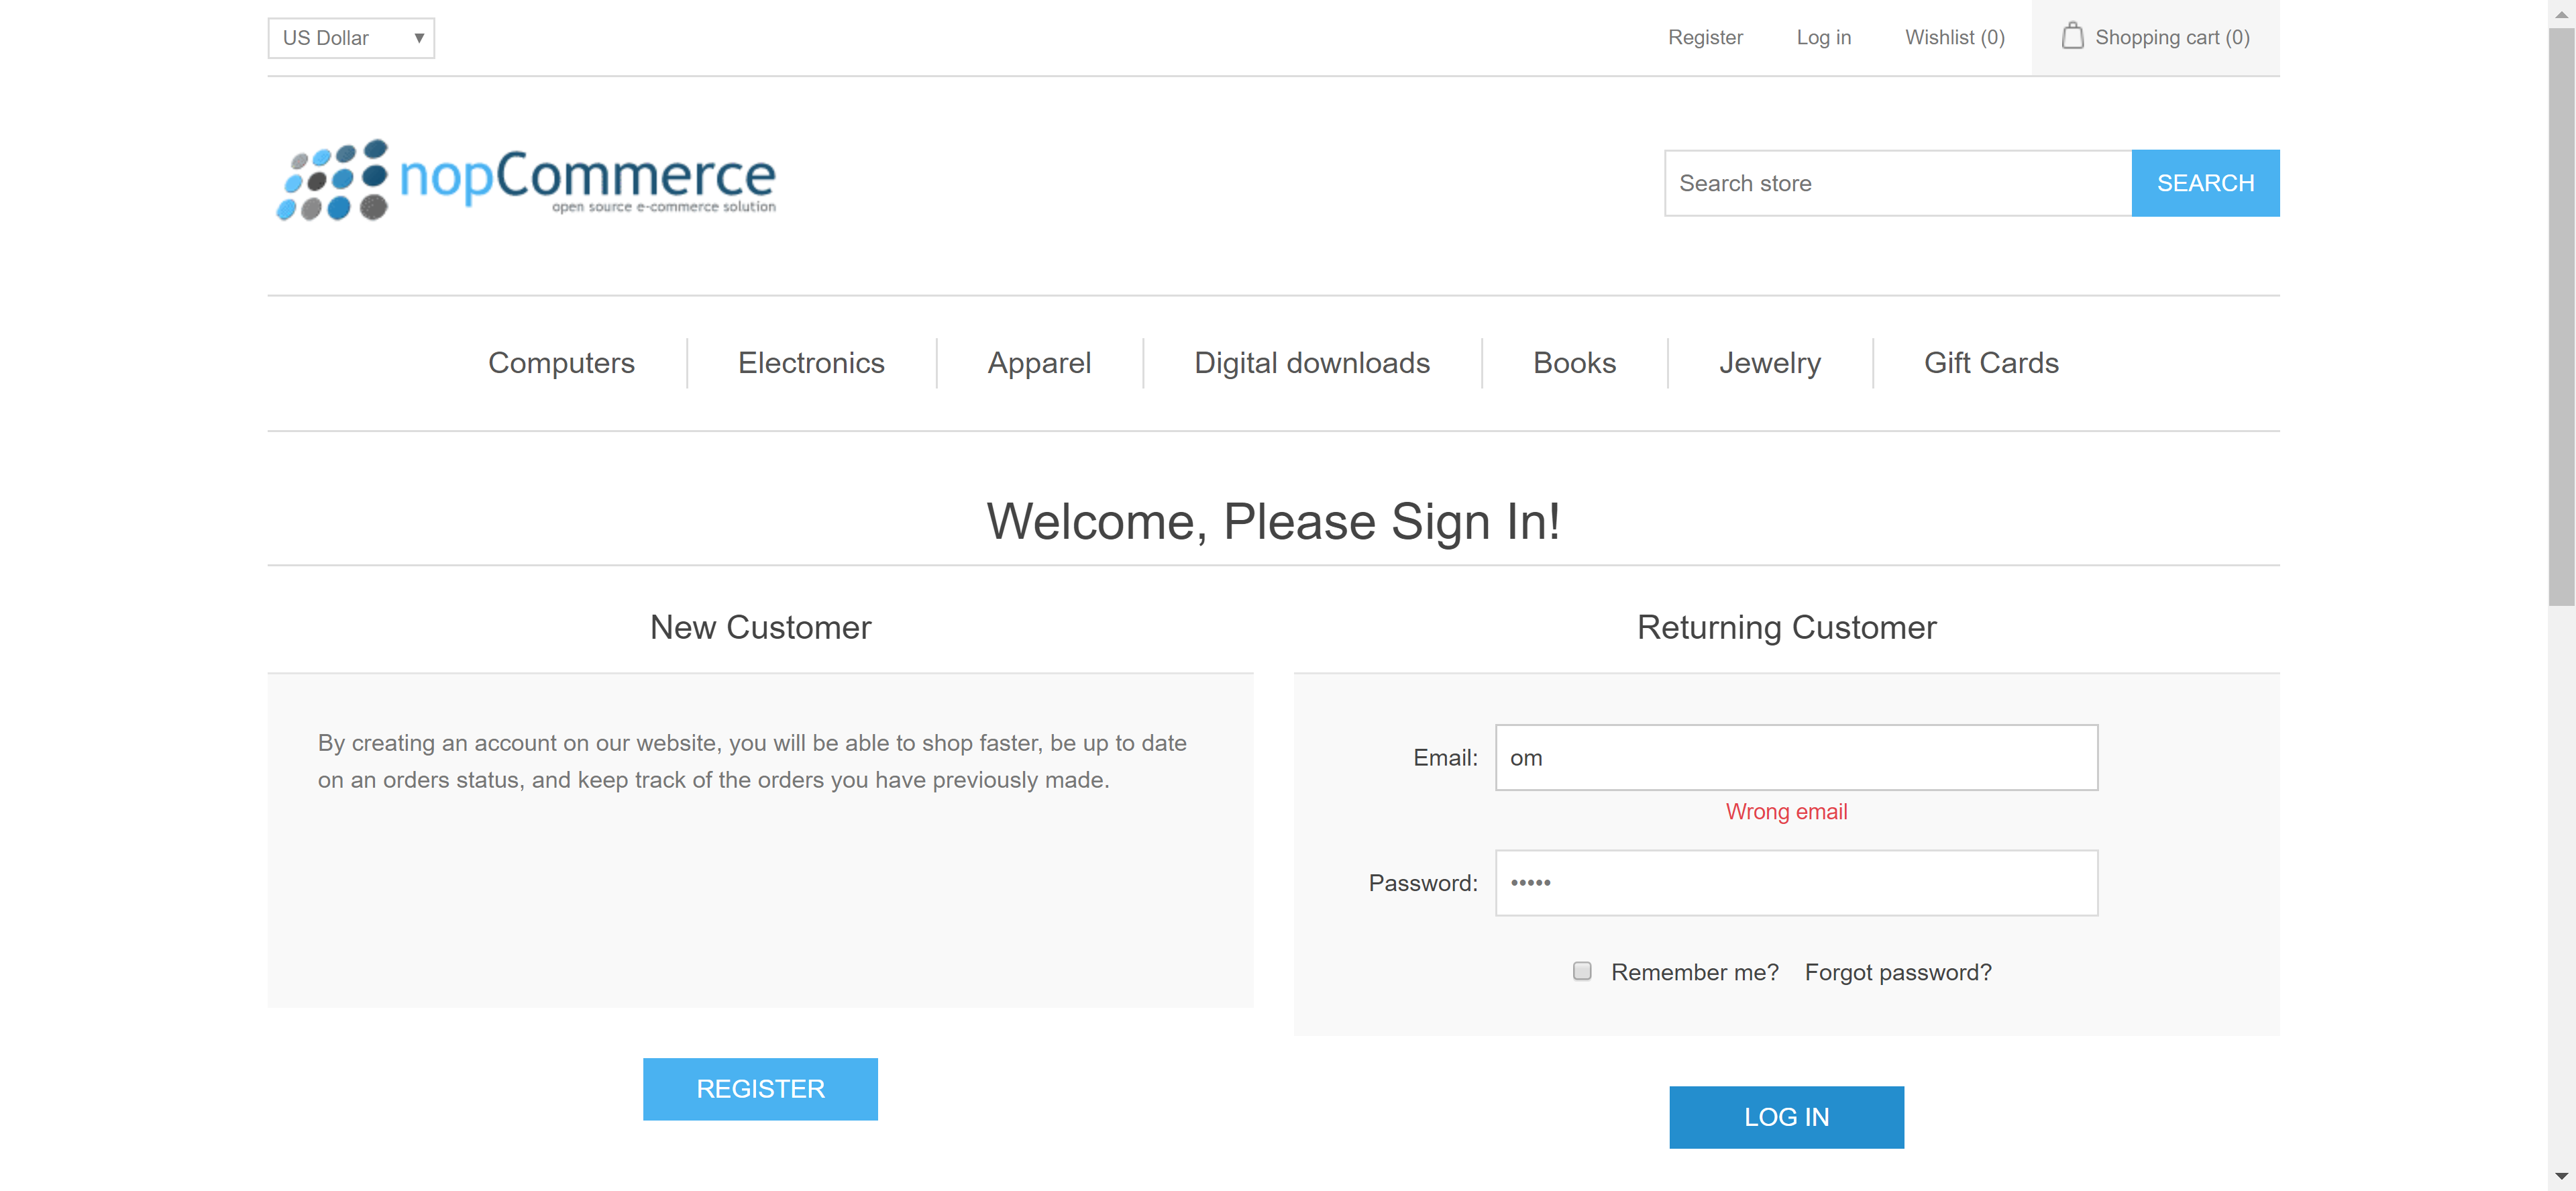 US Dollar
Register
Log in
Wishlist (0)
Shopping cart (0)
nopCommerce
open source e-commerce solution
Search store
SEARCH
Computers
Electronics
Apparel
Digital downloads
Books
Jewelry
Gift Cards
Welcome, Please Sign In!
New Customer
By creating an account on our website, you will be able to shop faster, be up to date
on an orders status, and keep track of the orders you have previously made.
REGISTER
Returning Customer
Email:
om
Wrong email
Password:
•••••
Remember me?
Forgot password?
LOG IN